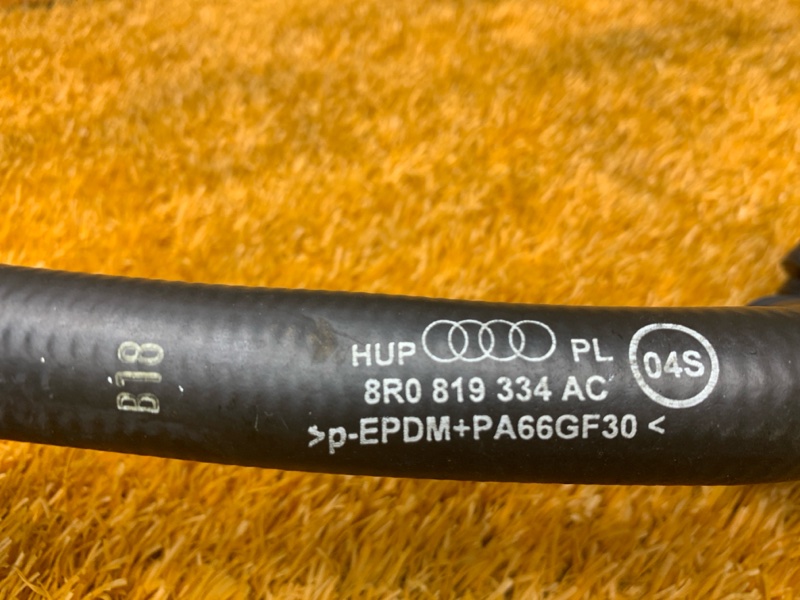 B18
HUP PL
04S
8R0 819 334 AC
>p-EPDM+PA66GF30 <